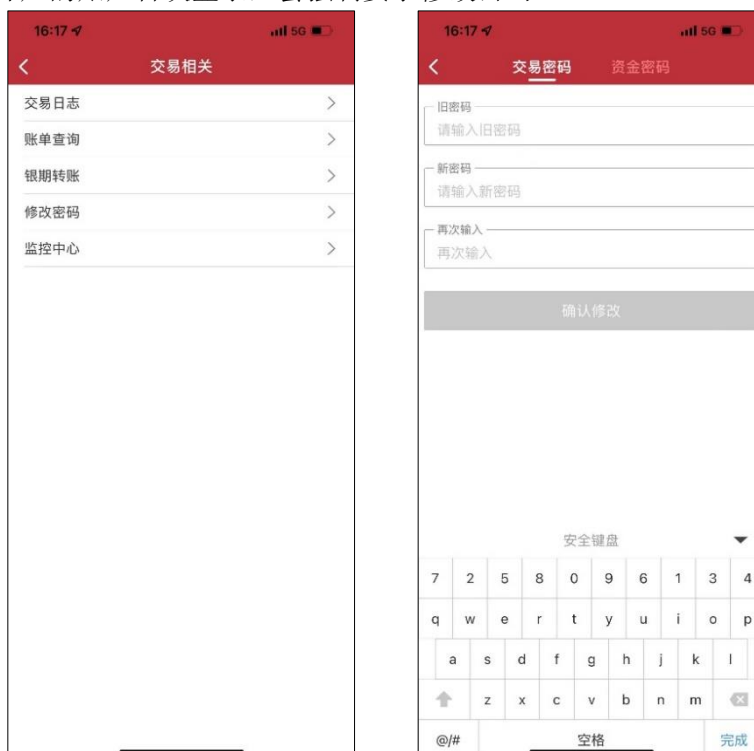 16:17
5G
交易相关
交易日志
账单查询
银期转账
修改密码
监控中心
16:17
5G
交易密码 资金密码
旧密码
请输入旧密码
新密码
请输入新密码
再次输入
再次输入
确认修改
安全键盘
7 2 5 8 0 9 6 1 3 4
q w e r t y u i o p
a s d f g h j k l
z x c v b n m
@/# 空格 完成